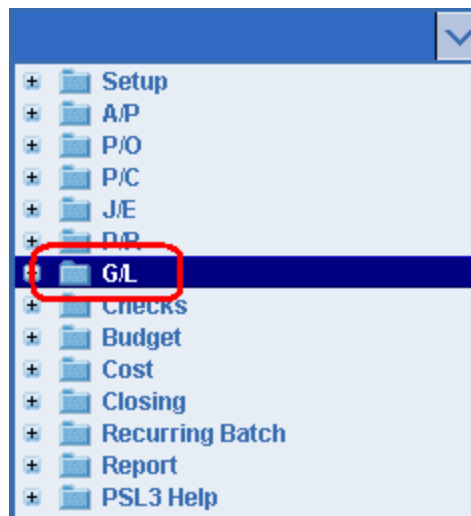 Setup
A/P
P/O
P/C
J/E
P/R
G/L
Checks
Budget
Cost
Closing
Recurring Batch
Report
PSL3 Help